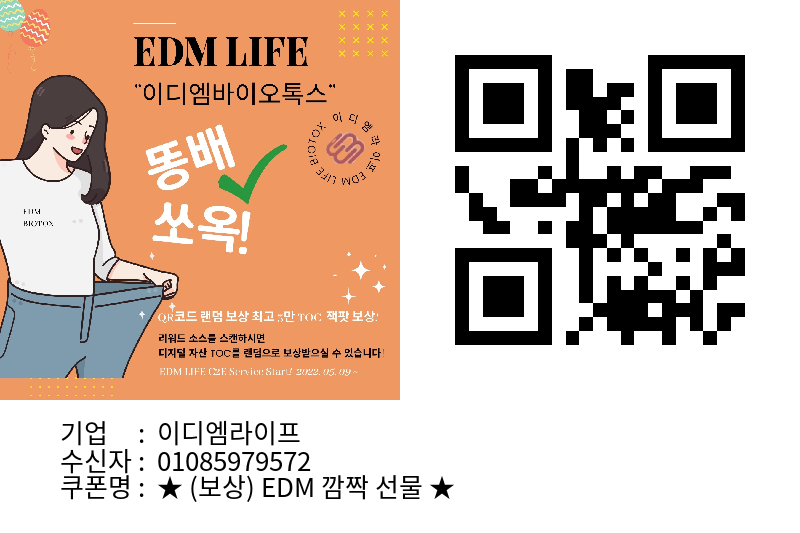 EDM LIFE
"이디엠바이오톡스"
이디엠라이프 EDM LIFE BIOTOX
똥배
쏘옥!
EDM
BIOTOX
QR코드 랜덤 보상 최고 5만 TOC 잭팟 보상!
리워드 소스를 스캔하시면
디지털 자산 TOC를 랜덤으로 보상받으실 수 있습니다!
EDM LIFE C2E Service Start! 2022. 05. 09 ~
기업 : 이디엠라이프
수신자 : 01085979572
쿠폰명 : ★ (보상) EDM 깜짝 선물 ★